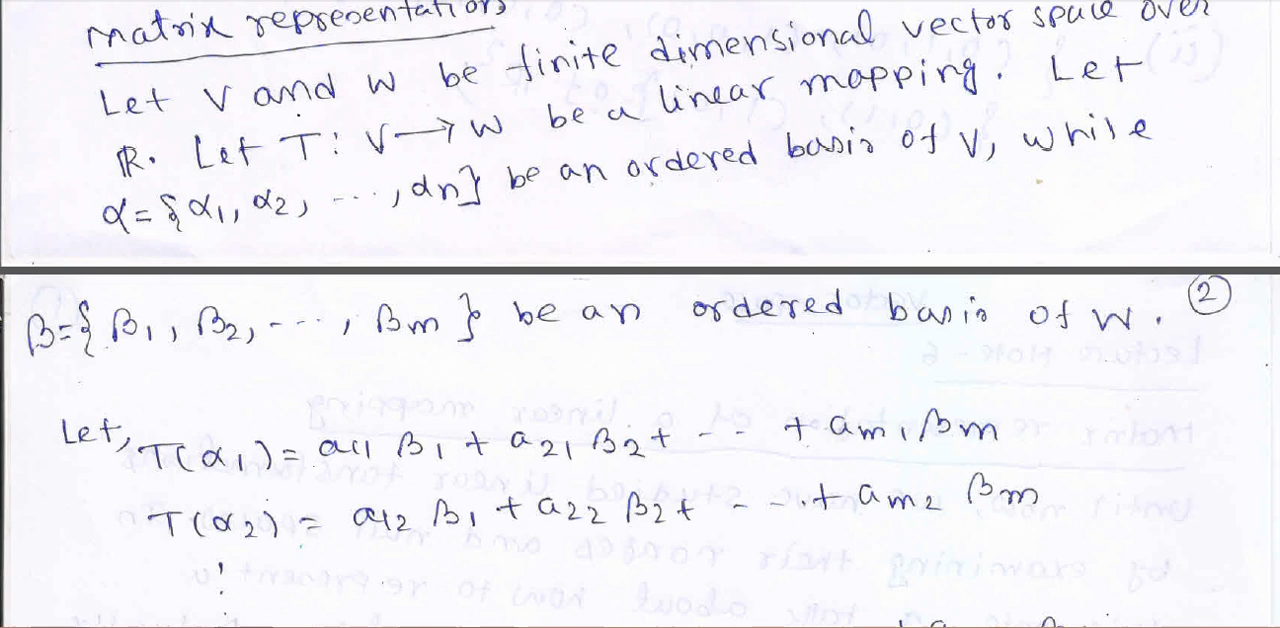 Matrix representations
Let V and W be finite dimensional vector space over
ℝ. Let T: V → W be a linear mapping. Let
α = {α1, α2, ..., αn} be an ordered basis of V, while
β = {β1, β2, ..., βm} be an ordered basis of W. ②
Let, T(α1) = a11 β1 + a21 β2 + -- + am1 βm
T(α2) = a12 β1 + a22 β2 + --.+ am2 βm